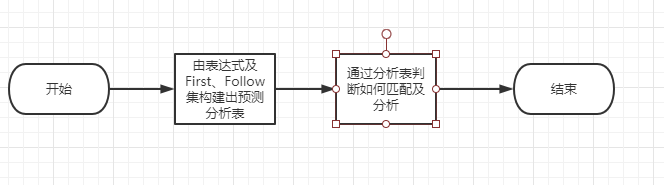 开始
由表达式及
First、Follow
集构建出预测
分析表
通过分析表判
断如何匹配及
分析
结束